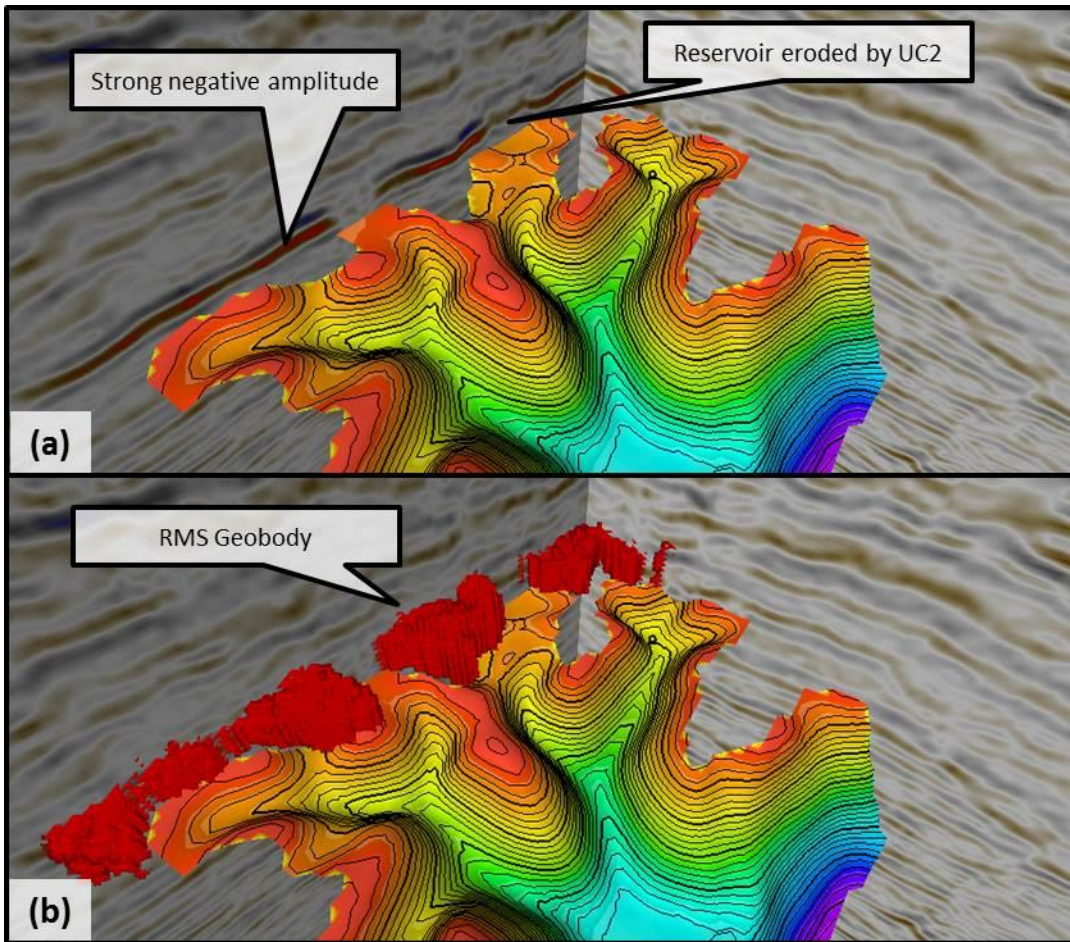 Strong negative amplitude
Reservoir eroded by UC2
(a)
RMS Geobody
(b)